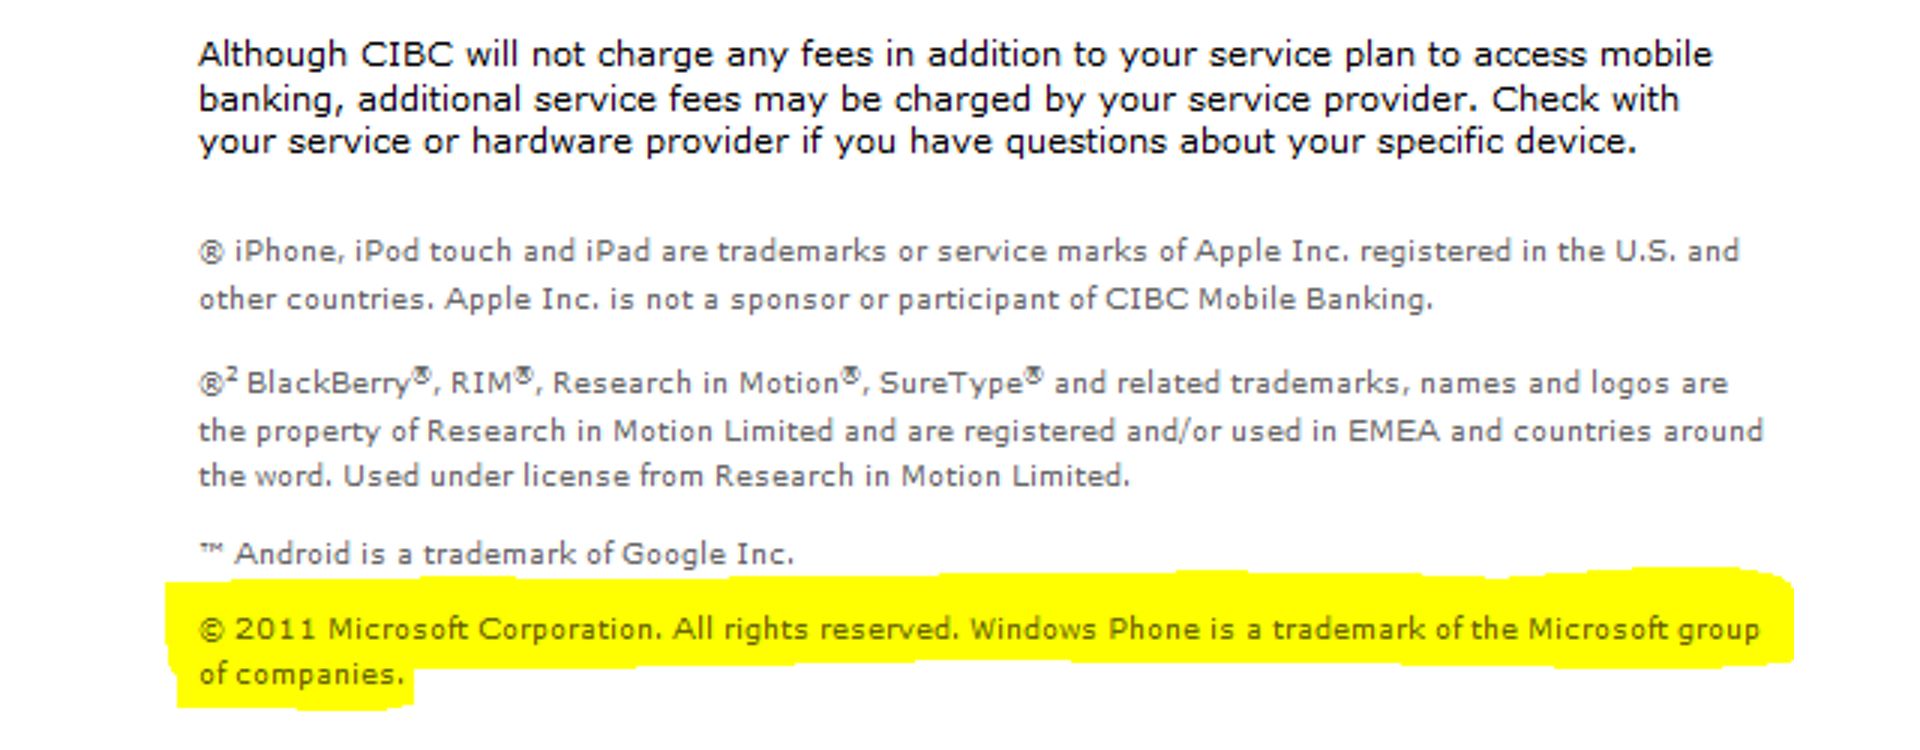 Although CIBC will not charge any fees in addition to your service plan to access mobile
banking, additional service fees may be charged by your service provider. Check with
your service or hardware provider if you have questions about your specific device.
® iPhone, iPod touch and iPad are trademarks or service marks of Apple Inc. registered in the U.S. and
other countries. Apple Inc. is not a sponsor or participant of CIBC Mobile Banking.
®² BlackBerry®, RIM®, Research in Motion®, SureType® and related trademarks, names and logos are
the property of Research in Motion Limited and are registered and/or used in EMEA and countries around
the word. Used under license from Research in Motion Limited.
™ Android is a trademark of Google Inc.
© 2011 Microsoft Corporation. All rights reserved. Windows Phone is a trademark of the Microsoft group
of companies.